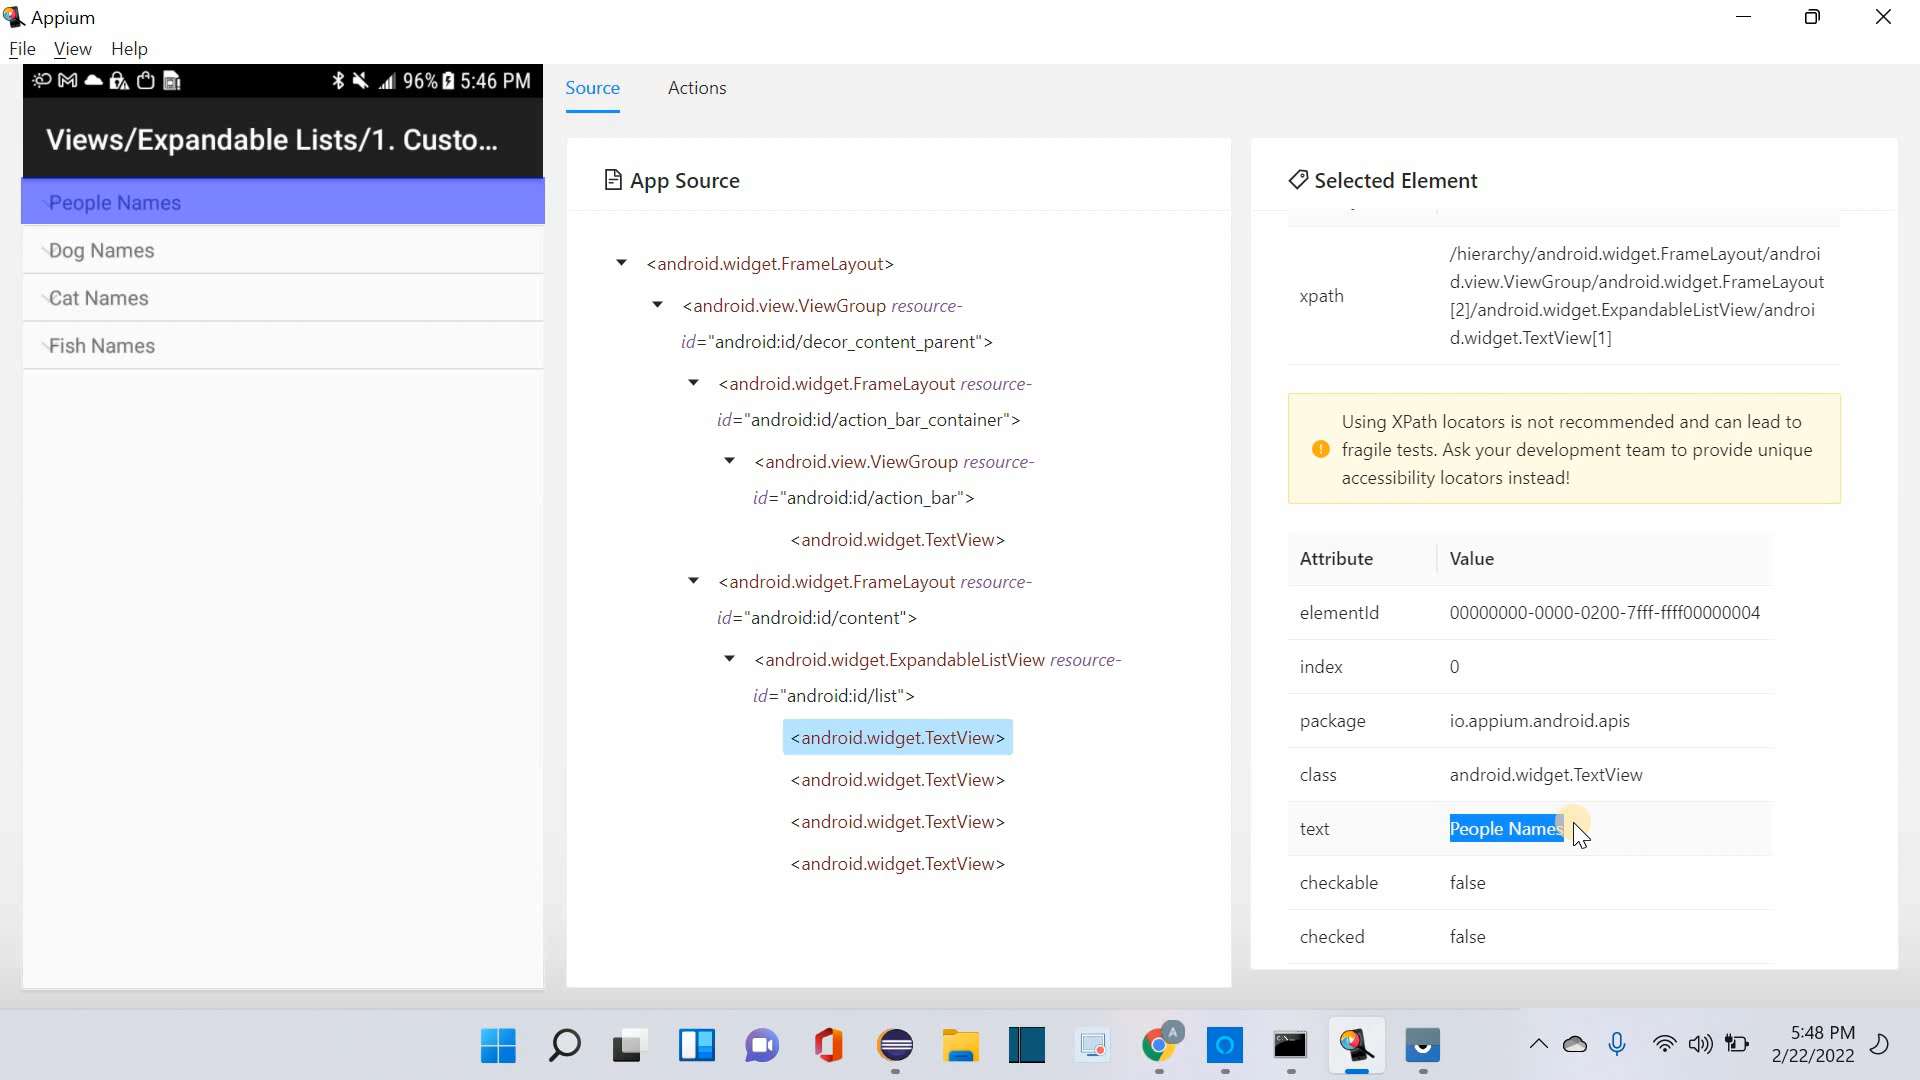 Appium
File View Help
96% 5:46 PM
Views/Expandable Lists/1. Custo...
People Names
Dog Names
Cat Names
Fish Names
Source Actions
App Source
<android.widget.FrameLayout>
<android.view.ViewGroup resource-
id="android:id/decor_content_parent">
<android.widget.FrameLayout resource-
id="android:id/action_bar_container">
<android.view.ViewGroup resource-
id="android:id/action_bar">
<android.widget.TextView>
<android.widget.FrameLayout resource-
id="android:id/content">
<android.widget.ExpandableListView resource-
id="android:id/list">
<android.widget.TextView>
<android.widget.TextView>
<android.widget.TextView>
<android.widget.TextView>
Selected Element
xpath
/hierarchy/android.widget.FrameLayout/androi
d.view.ViewGroup/android.widget.FrameLayout
[2]/android.widget.ExpandableListView/androi
d.widget.TextView[1]
Using XPath locators is not recommended and can lead to
fragile tests. Ask your development team to provide unique
accessibility locators instead!
Attribute Value
elementId 00000000-0000-0200-7fff-ffff00000004
index 0
package io.appium.android.apis
class android.widget.TextView
text People Names
checkable false
checked false
A
5:48 PM
2/22/2022